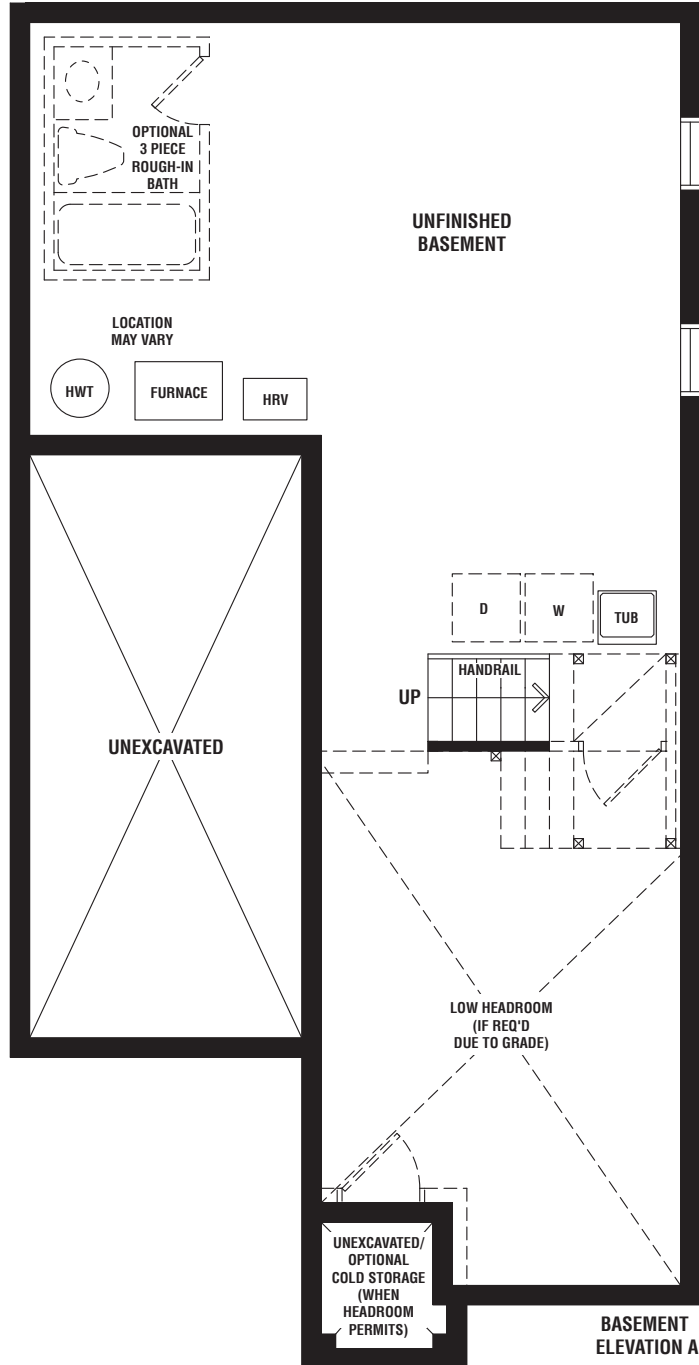 OPTIONAL
3 PIECE
ROUGH-IN
BATH
UNFINISHED
BASEMENT
LOCATION
MAY VARY
HWT
FURNACE
HRV
D
W
TUB
HANDRAIL
UP
UNEXCAVATED
LOW HEADROOM
(IF REQ'D
DUE TO GRADE)
UNEXCAVATED/
OPTIONAL
COLD STORAGE
(WHEN
HEADROOM
PERMITS)
BASEMENT
ELEVATION A